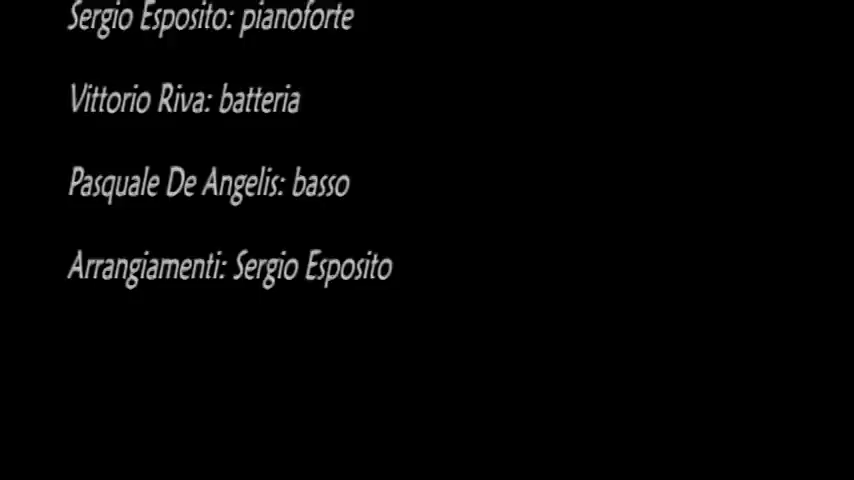 Sergio Esposito: pianoforte
Vittorio Riva: batteria
Pasquale De Angelis: basso
Arrangiamenti: Sergio Esposito